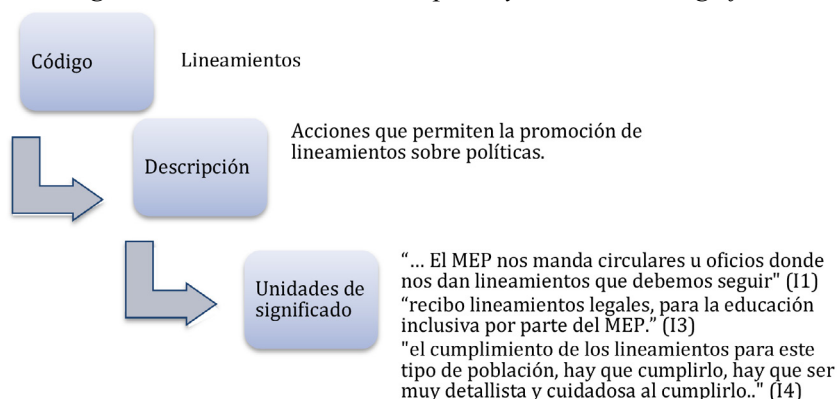 Código
Lineamientos
Descripción
Acciones que permiten la promoción de
lineamientos sobre políticas.
Unidades de
significado
“... El MEP nos manda circulares u oficios donde
nos dan lineamientos que debemos seguir" (I1)
“recibo lineamientos legales, para la educación
inclusiva por parte del MEP.” (I3)
"el cumplimiento de los lineamientos para este
tipo de población, hay que cumplirlo, hay que ser
muy detallista y cuidadosa al cumplirlo.." (I4)